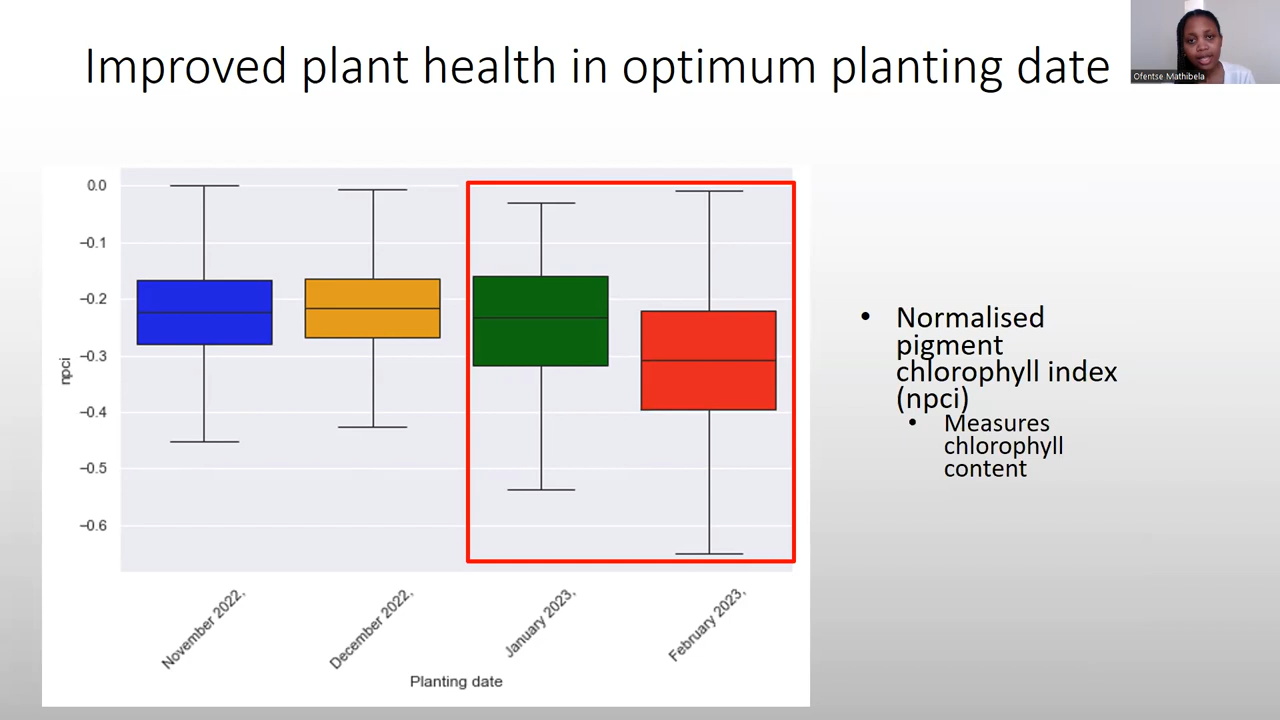 Improved plant health in optimum planting date
Ofentse Mathibela
0.0
−0.1
−0.2
−0.3
−0.4
−0.5
−0.6
npci
November 2022,
December 2022,
January 2023,
February 2023,
Planting date
• Normalised
pigment
chlorophyll index
(npci)
• Measures
chlorophyll
content